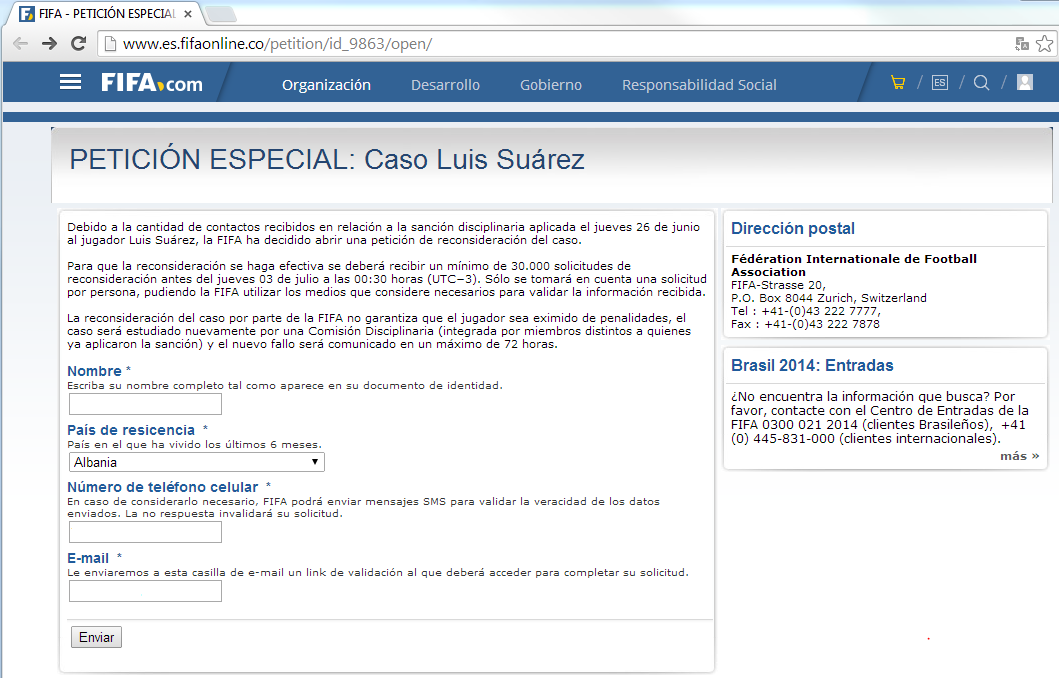 FIFA - PETICIÓN ESPECIAL
www.es.fifaonline.co/petition/id_9863/open/
FIFA.com
Organización
Desarrollo
Gobierno
Responsabilidad Social
ES
PETICIÓN ESPECIAL: Caso Luis Suárez
Debido a la cantidad de contactos recibidos en relación a la sanción disciplinaria aplicada el jueves 26 de junio
al jugador Luis Suárez, la FIFA ha decidido abrir una petición de reconsideración del caso.
Para que la reconsideración se haga efectiva se deberá recibir un mínimo de 30.000 solicitudes de
reconsideración antes del jueves 03 de julio a las 00:30 horas (UTC−3). Sólo se tomará en cuenta una solicitud
por persona, pudiendo la FIFA utilizar los medios que considere necesarios para validar la información recibida.
La reconsideración del caso por parte de la FIFA no garantiza que el jugador sea eximido de penalidades, el
caso será estudiado nuevamente por una Comisión Disciplinaria (integrada por miembros distintos a quienes
ya aplicaron la sanción) y el nuevo fallo será comunicado en un máximo de 72 horas.
Nombre *
Escriba su nombre completo tal como aparece en su documento de identidad.
País de resicencia *
País en el que ha vivido los últimos 6 meses.
Albania
Número de teléfono celular *
En caso de considerarlo necesario, FIFA podrá enviar mensajes SMS para validar la veracidad de los datos
enviados. La no respuesta invalidará su solicitud.
E-mail *
Le enviaremos a esta casilla de e-mail un link de validación al que deberá acceder para completar su solicitud.
Enviar
Dirección postal
Fédération Internationale de Football
Association
FIFA-Strasse 20,
P.O. Box 8044 Zurich, Switzerland
Tel : +41-(0)43 222 7777,
Fax : +41-(0)43 222 7878
Brasil 2014: Entradas
¿No encuentra la información que busca? Por
favor, contacte con el Centro de Entradas de la
FIFA 0300 021 2014 (clientes Brasileños), +41
(0) 445-831-000 (clientes internacionales).
más »